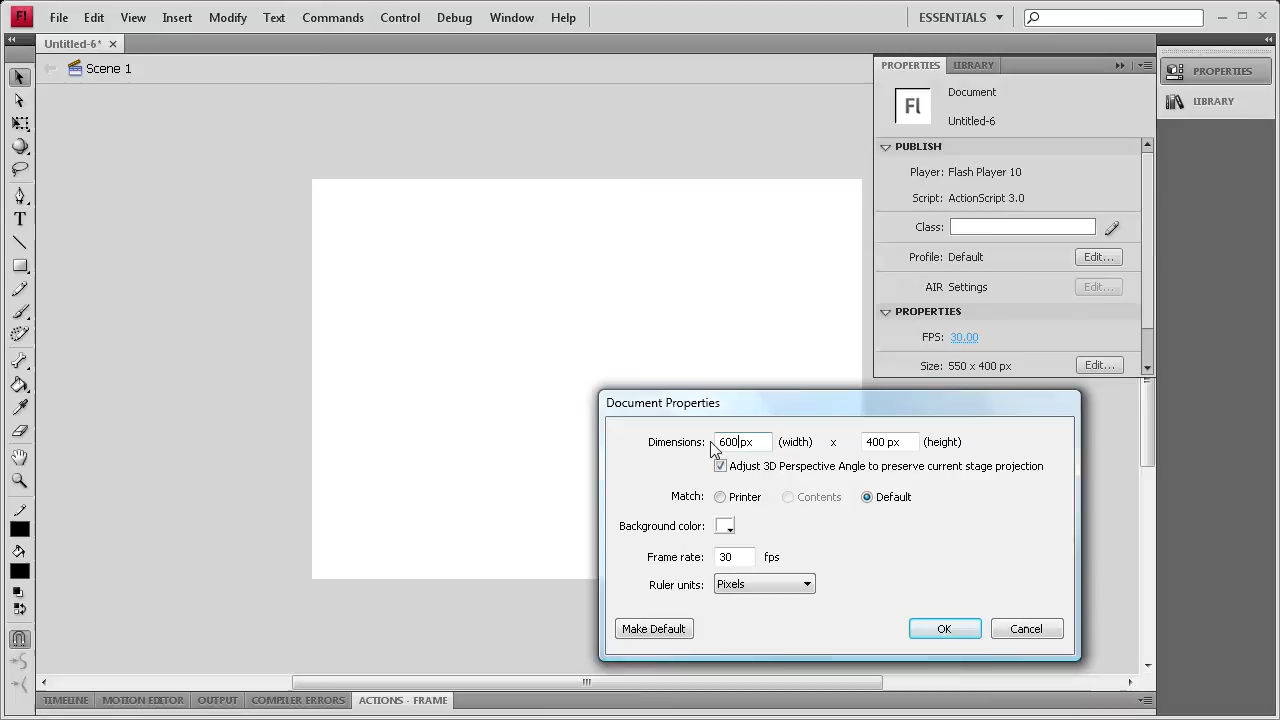 Fl File Edit View Insert Modify Text Commands Control Debug Window Help ESSENTIALS
Untitled-6*
Scene 1
PROPERTIES LIBRARY
Fl Document
Untitled-6
PUBLISH
Player: Flash Player 10
Script: ActionScript 3.0
Class:
Profile: Default Edit...
AIR Settings Edit...
PROPERTIES
FPS: 30.00
Size: 550 x 400 px Edit...
PROPERTIES
LIBRARY
T
Document Properties
Dimensions: 600 px (width) x 400 px (height)
Adjust 3D Perspective Angle to preserve current stage projection
Match: Printer Contents Default
Background color:
Frame rate: 30 fps
Ruler units: Pixels
Make Default OK Cancel
TIMELINE MOTION EDITOR OUTPUT COMPILER ERRORS ACTIONS - FRAME